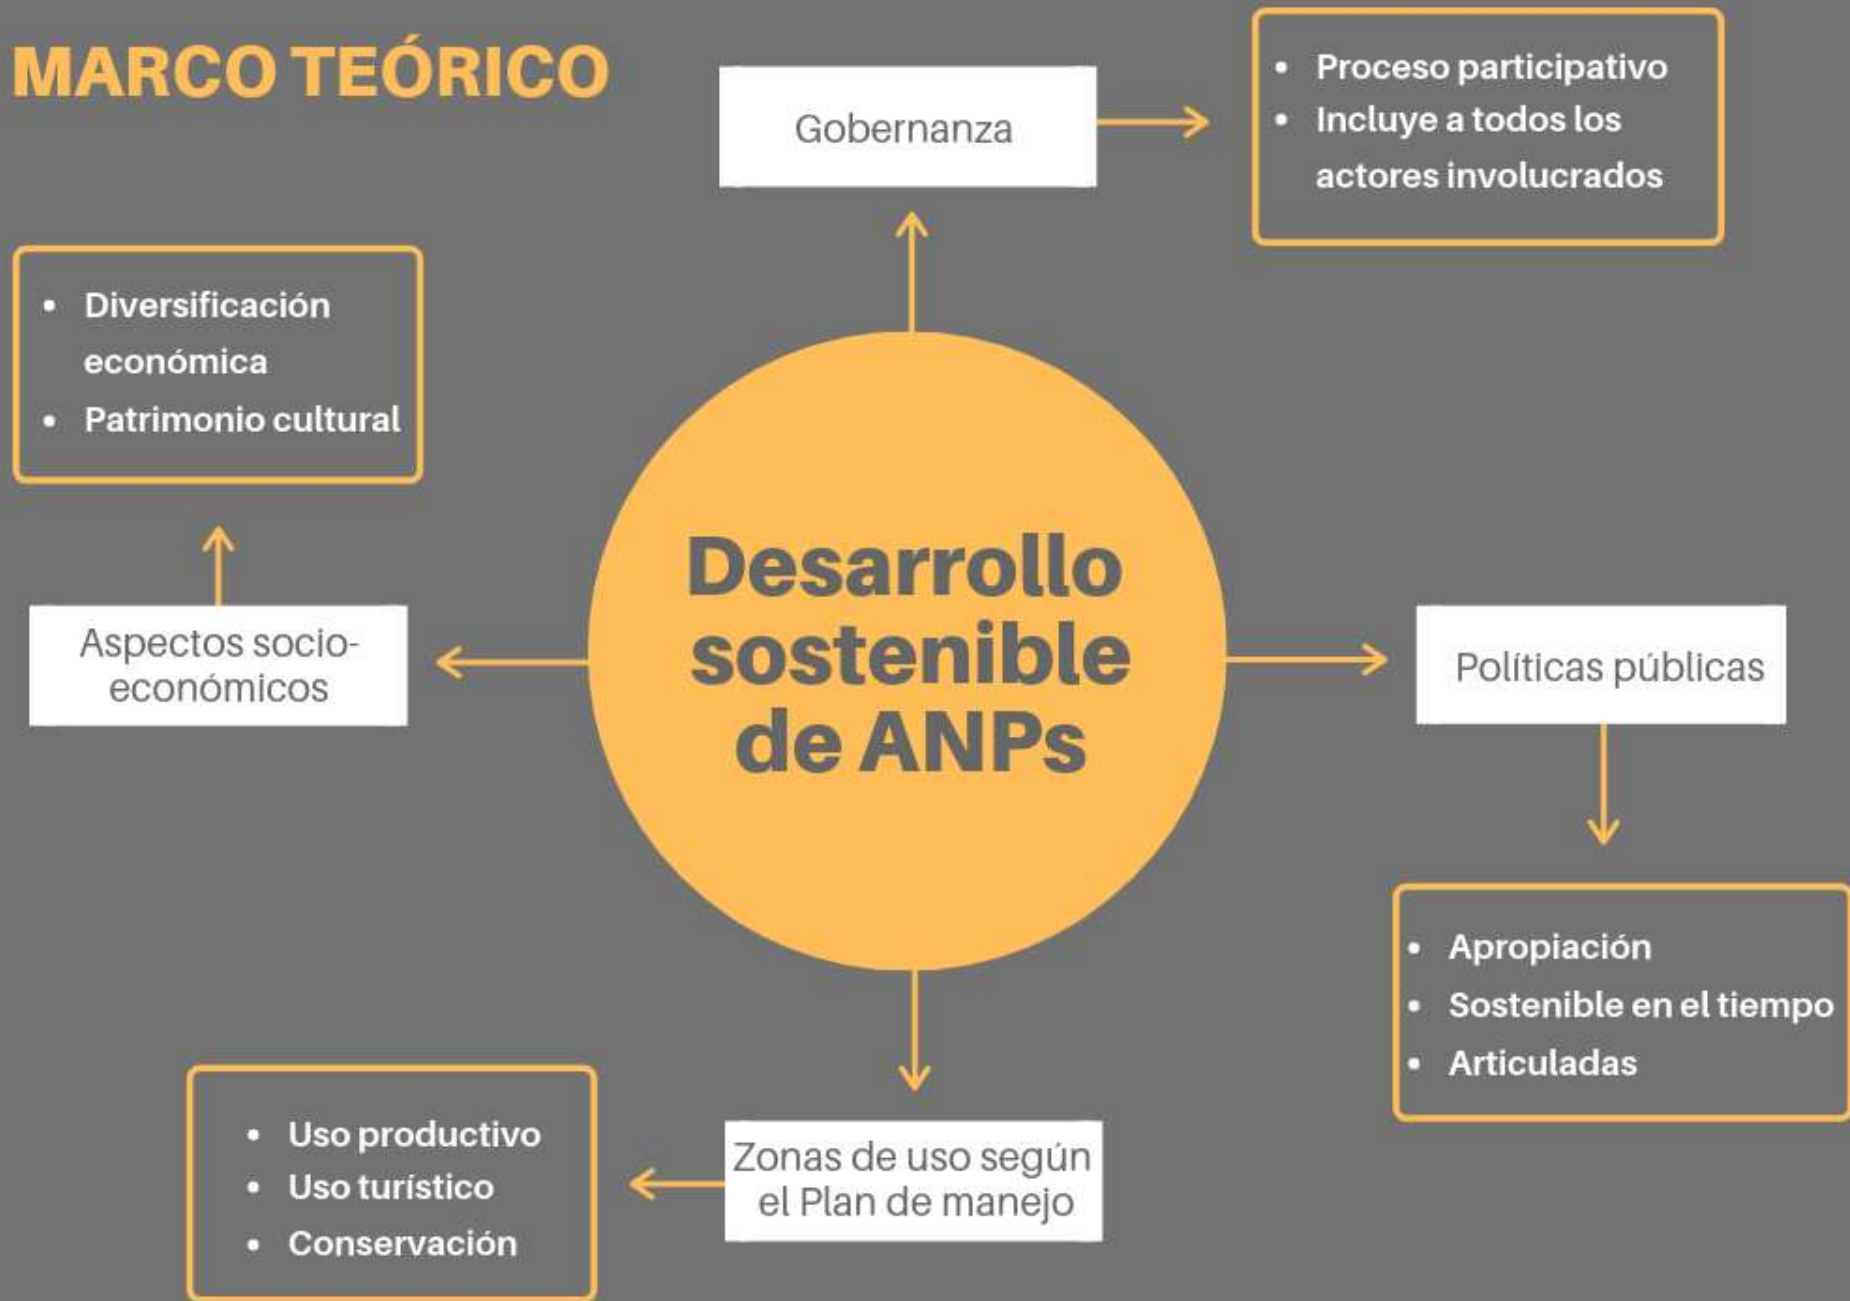 MARCO TEÓRICO
Gobernanza
• Proceso participativo
• Incluye a todos los
actores involucrados
• Diversificación
económica
• Patrimonio cultural
Aspectos socio-
económicos
Desarrollo
sostenible
de ANPs
Políticas públicas
• Apropiación
• Sostenible en el tiempo
• Articuladas
Zonas de uso según
el Plan de manejo
• Uso productivo
• Uso turístico
• Conservación